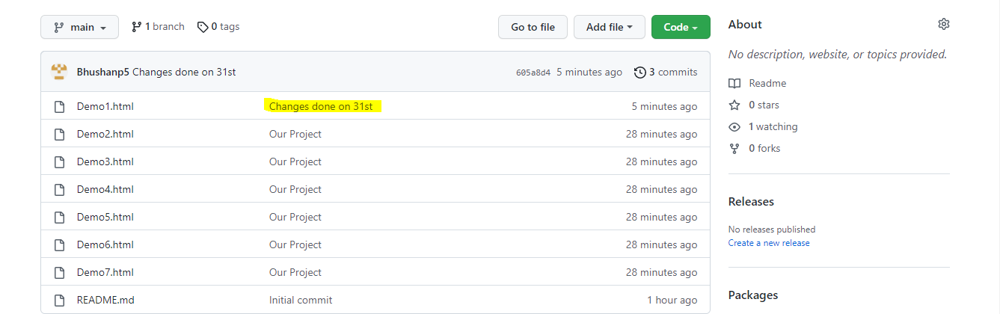 main 1 branch 0 tags Go to file Add file Code
Bhushanp5 Changes done on 31st 605a8d4 5 minutes ago 3 commits
Demo1.html Changes done on 31st 5 minutes ago
Demo2.html Our Project 28 minutes ago
Demo3.html Our Project 28 minutes ago
Demo4.html Our Project 28 minutes ago
Demo5.html Our Project 28 minutes ago
Demo6.html Our Project 28 minutes ago
Demo7.html Our Project 28 minutes ago
README.md Initial commit 1 hour ago
About
No description, website, or topics provided.
Readme
0 stars
1 watching
0 forks
Releases
No releases published
Create a new release
Packages